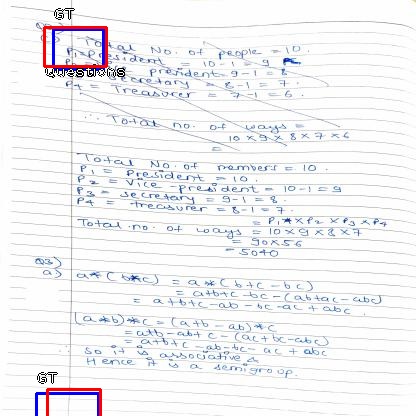 GT
Total No. of people = 10.
P1 = President = 10-1 = 9
Questions president = 9-1 = 8
secretary = 8-1 = 7.
P4 = Treasurer = 7-1 = 6.
∴ Total no. of ways =
10 x 9 x 8 x 7 x 6
=
Total No. of members = 10.
P1 = President = 10.
P2 = Vice-President = 10-1 = 9
P3 = secretary = 9-1 = 8.
P4 = treasurer = 8-1 = 7.
= P1 x P2 x P3 x P4
Total no. of ways = 10 x 9 x 8 x 7
= 90 x 56
= 5040
Q3)
a) a*(b*c) = a*(b+c-bc)
= a+b+c-bc-(ab+ac-abc)
= a+b+c-ab-bc-ac+abc.
(a*b)*c = (a+b-ab)*c
= a+b-ab+c-(ac+bc-abc)
= a+b+c-ab-bc-ac+abc
∴ So it is associative &
Hence it is a semigroup.
GT